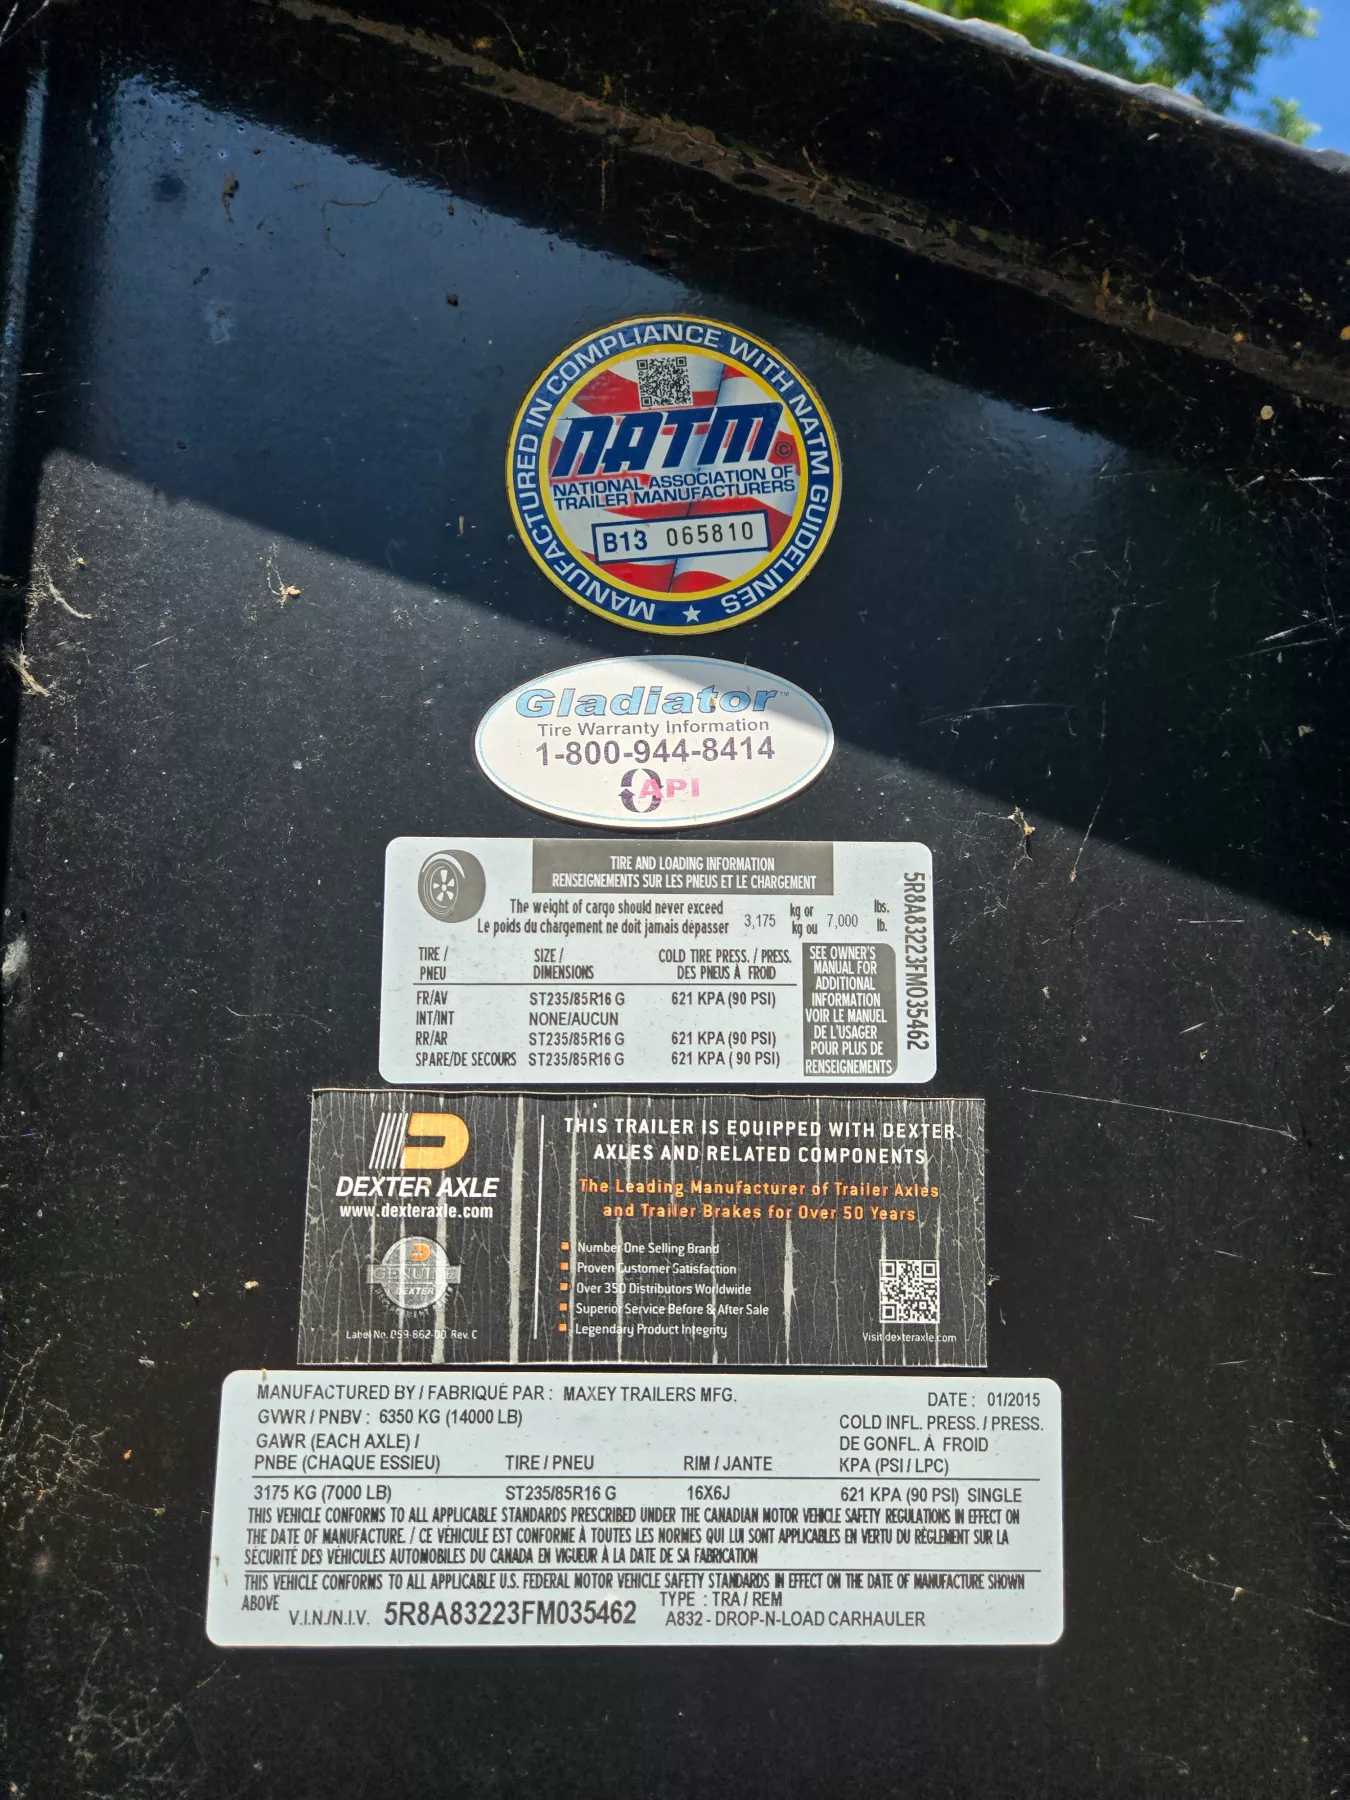 MANUFACTURED IN COMPLIANCE WITH NATM GUIDELINES ★
NATM ©
NATIONAL ASSOCIATION OF
TRAILER MANUFACTURERS
B13 065810
Gladiator™
Tire Warranty Information
1-800-944-8414
API
TIRE AND LOADING INFORMATION
RENSEIGNEMENTS SUR LES PNEUS ET LE CHARGEMENT
The weight of cargo should never exceed
Le poids du chargement ne doit jamais dépasser
3,175 kg or kg ou 7,000 lbs. lb.
TIRE / PNEU
SIZE / DIMENSIONS
COLD TIRE PRESS. / PRESS. DES PNEUS À FROID
FR/AV ST235/85R16 G 621 KPA (90 PSI)
INT/INT NONE/AUCUN
RR/AR ST235/85R16 G 621 KPA (90 PSI)
SPARE/DE SECOURS ST235/85R16 G 621 KPA ( 90 PSI)
SEE OWNER'S
MANUAL FOR
ADDITIONAL
INFORMATION
VOIR LE MANUEL
DE L'USAGER
POUR PLUS DE
RENSEIGNEMENTS
5R8A83223FM035462
DEXTER AXLE
www.dexteraxle.com
GENUINE
DEXTER
Label No. 059-862-00 Rev. C
THIS TRAILER IS EQUIPPED WITH DEXTER
AXLES AND RELATED COMPONENTS
The Leading Manufacturer of Trailer Axles
and Trailer Brakes for Over 50 Years
Number One Selling Brand
Proven Customer Satisfaction
Over 350 Distributors Worldwide
Superior Service Before & After Sale
Legendary Product Integrity
Visit dexteraxle.com
MANUFACTURED BY / FABRIQUÉ PAR : MAXEY TRAILERS MFG. DATE : 01/2015
GVWR / PNBV : 6350 KG (14000 LB)
GAWR (EACH AXLE) /
PNBE (CHAQUE ESSIEU) TIRE / PNEU RIM / JANTE
COLD INFL. PRESS. / PRESS.
DE GONFL. À FROID
KPA (PSI / LPC)
3175 KG (7000 LB) ST235/85R16 G 16X6J 621 KPA (90 PSI) SINGLE
THIS VEHICLE CONFORMS TO ALL APPLICABLE STANDARDS PRESCRIBED UNDER THE CANADIAN MOTOR VEHICLE SAFETY REGULATIONS IN EFFECT ON
THE DATE OF MANUFACTURE. / CE VÉHICULE EST CONFORME À TOUTES LES NORMES QUI LUI SONT APPLICABLES EN VERTU DU RÈGLEMENT SUR LA
SÉCURITÉ DES VÉHICULES AUTOMOBILES DU CANADA EN VIGUEUR À LA DATE DE SA FABRICATION
THIS VEHICLE CONFORMS TO ALL APPLICABLE U.S. FEDERAL MOTOR VEHICLE SAFETY STANDARDS IN EFFECT ON THE DATE OF MANUFACTURE SHOWN
ABOVE
V.I.N./N.I.V. 5R8A83223FM035462
TYPE : TRA / REM
A832 - DROP-N-LOAD CARHAULER